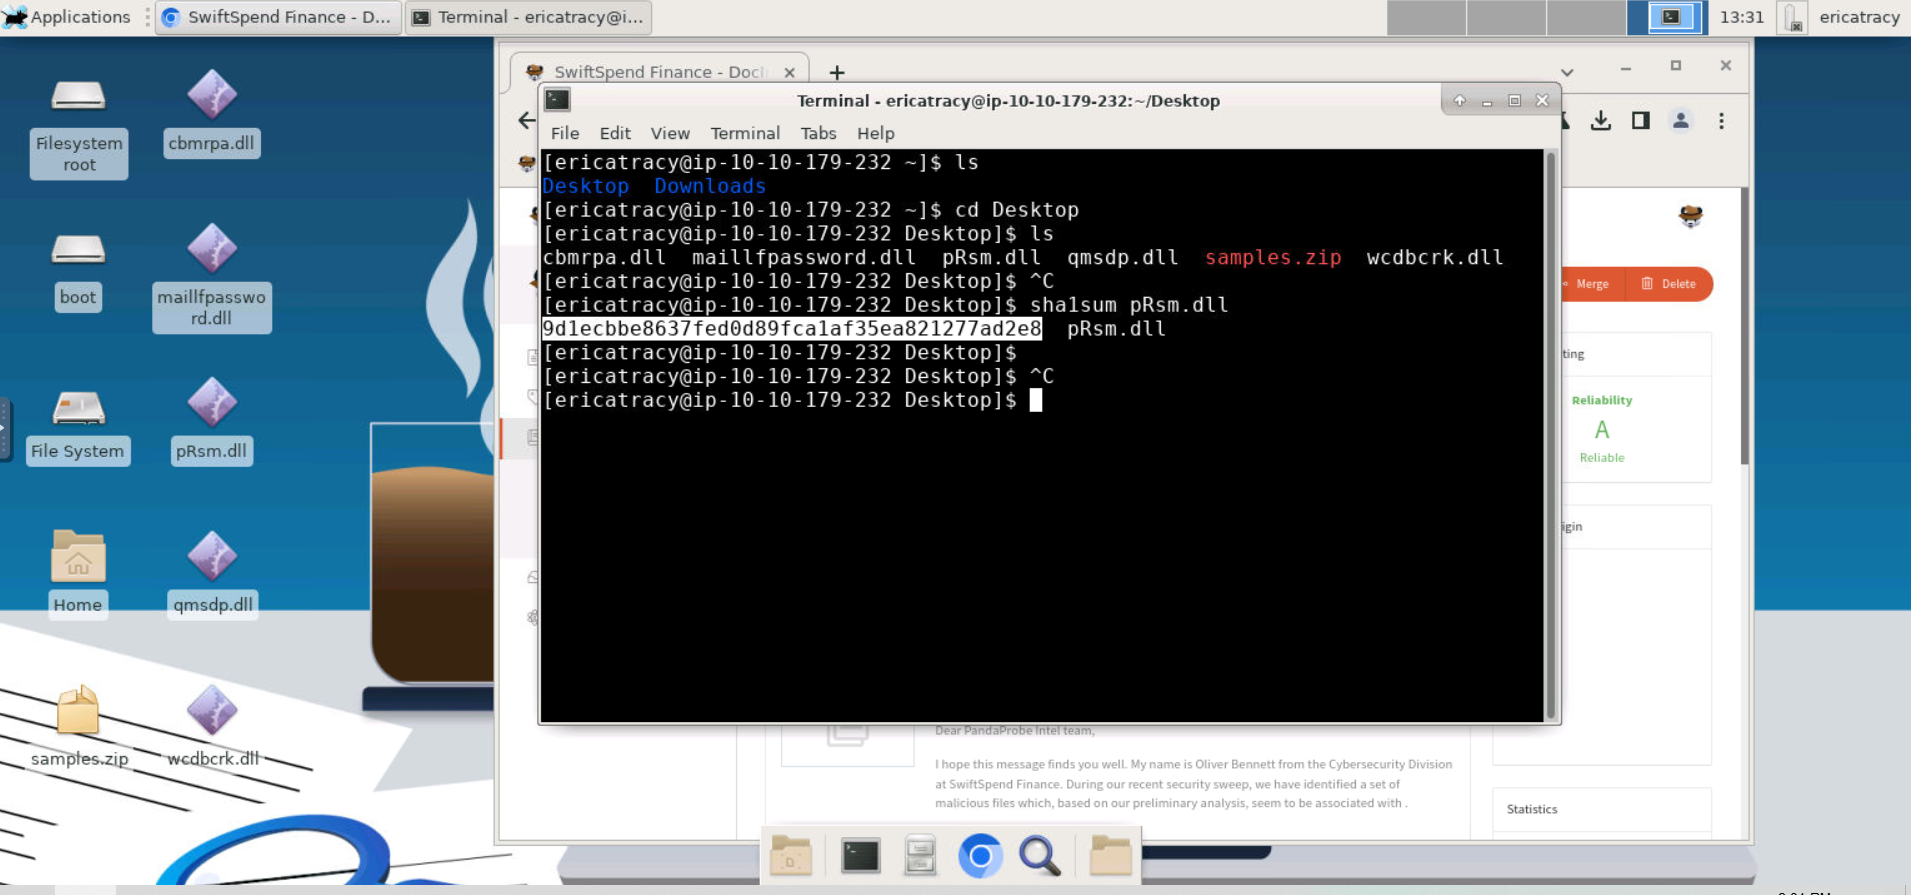 Applications
SwiftSpend Finance - D...
Terminal - ericatracy@i...
13:31
ericatracy
Filesystem
root
cbmrpa.dll
boot
maillfpasswo
rd.dll
File System
pRsm.dll
Home
qmsdp.dll
samples.zip
wcdbcrk.dll
SwiftSpend Finance - Doc
Terminal - ericatracy@ip-10-10-179-232:~/Desktop
File Edit View Terminal Tabs Help
[ericatracy@ip-10-10-179-232 ~]$ ls
Desktop  Downloads
[ericatracy@ip-10-10-179-232 ~]$ cd Desktop
[ericatracy@ip-10-10-179-232 Desktop]$ ls
cbmrpa.dll  maillfpassword.dll  pRsm.dll  qmsdp.dll  samples.zip  wcdbcrk.dll
[ericatracy@ip-10-10-179-232 Desktop]$ ^C
[ericatracy@ip-10-10-179-232 Desktop]$ sha1sum pRsm.dll
9d1ecbbe8637fed0d89fca1af35ea821277ad2e8  pRsm.dll
[ericatracy@ip-10-10-179-232 Desktop]$
[ericatracy@ip-10-10-179-232 Desktop]$ ^C
[ericatracy@ip-10-10-179-232 Desktop]$
Merge
Delete
ting
Reliability
A
Reliable
igin
Dear PandaProbe Intel team,
I hope this message finds you well. My name is Oliver Bennett from the Cybersecurity Division
at SwiftSpend Finance. During our recent security sweep, we have identified a set of
malicious files which, based on our preliminary analysis, seem to be associated with .
Statistics